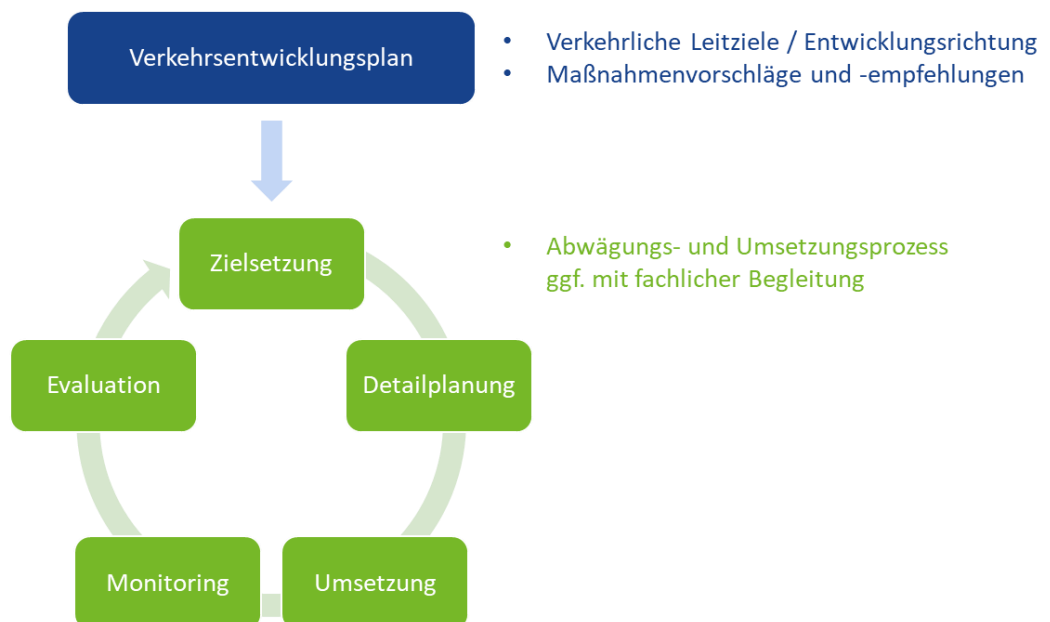 Verkehrsentwicklungsplan
• Verkehrliche Leitziele / Entwicklungsrichtung
• Maßnahmenvorschläge und -empfehlungen
Zielsetzung
• Abwägungs- und Umsetzungsprozess
ggf. mit fachlicher Begleitung
Evaluation
Detailplanung
Monitoring
Umsetzung